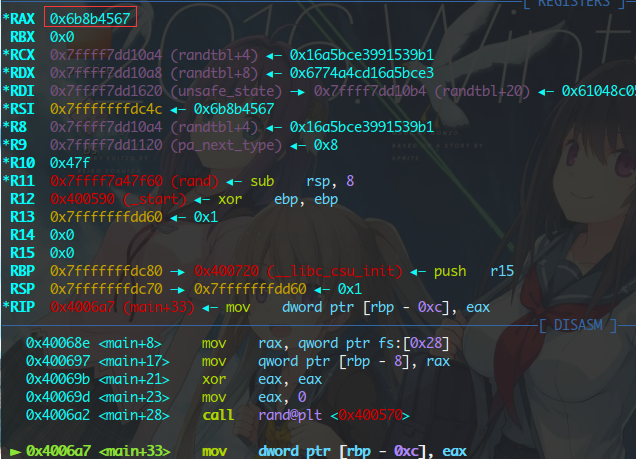 [ REGISTERS ]
*RAX 0x6b8b4567
RBX 0x0
*RCX 0x7ffff7dd10a4 (randtbl+4) ◂— 0x16a5bce3991539b1
*RDX 0x7ffff7dd10a8 (randtbl+8) ◂— 0x6774a4cd16a5bce3
*RDI 0x7ffff7dd1620 (unsafe_state) —▸ 0x7ffff7dd10b4 (randtbl+20) ◂— 0x61048c05
*RSI 0x7fffffffdc4c ◂— 0x6b8b4567
*R8 0x7ffff7dd10a4 (randtbl+4) ◂— 0x16a5bce3991539b1
*R9 0x7ffff7dd1120 (pa_next_type) ◂— 0x8
*R10 0x47f
*R11 0x7ffff7a47f60 (rand) ◂— sub rsp, 8
R12 0x400590 (_start) ◂— xor ebp, ebp
R13 0x7fffffffdd60 ◂— 0x1
R14 0x0
R15 0x0
RBP 0x7fffffffdc80 —▸ 0x400720 (__libc_csu_init) ◂— push r15
RSP 0x7fffffffdc70 —▸ 0x7fffffffdd60 ◂— 0x1
*RIP 0x4006a7 (main+33) ◂— mov dword ptr [rbp - 0xc], eax
[ DISASM ]
0x40068e <main+8> mov rax, qword ptr fs:[0x28]
0x400697 <main+17> mov qword ptr [rbp - 8], rax
0x40069b <main+21> xor eax, eax
0x40069d <main+23> mov eax, 0
0x4006a2 <main+28> call rand@plt <0x400570>
► 0x4006a7 <main+33> mov dword ptr [rbp - 0xc], eax